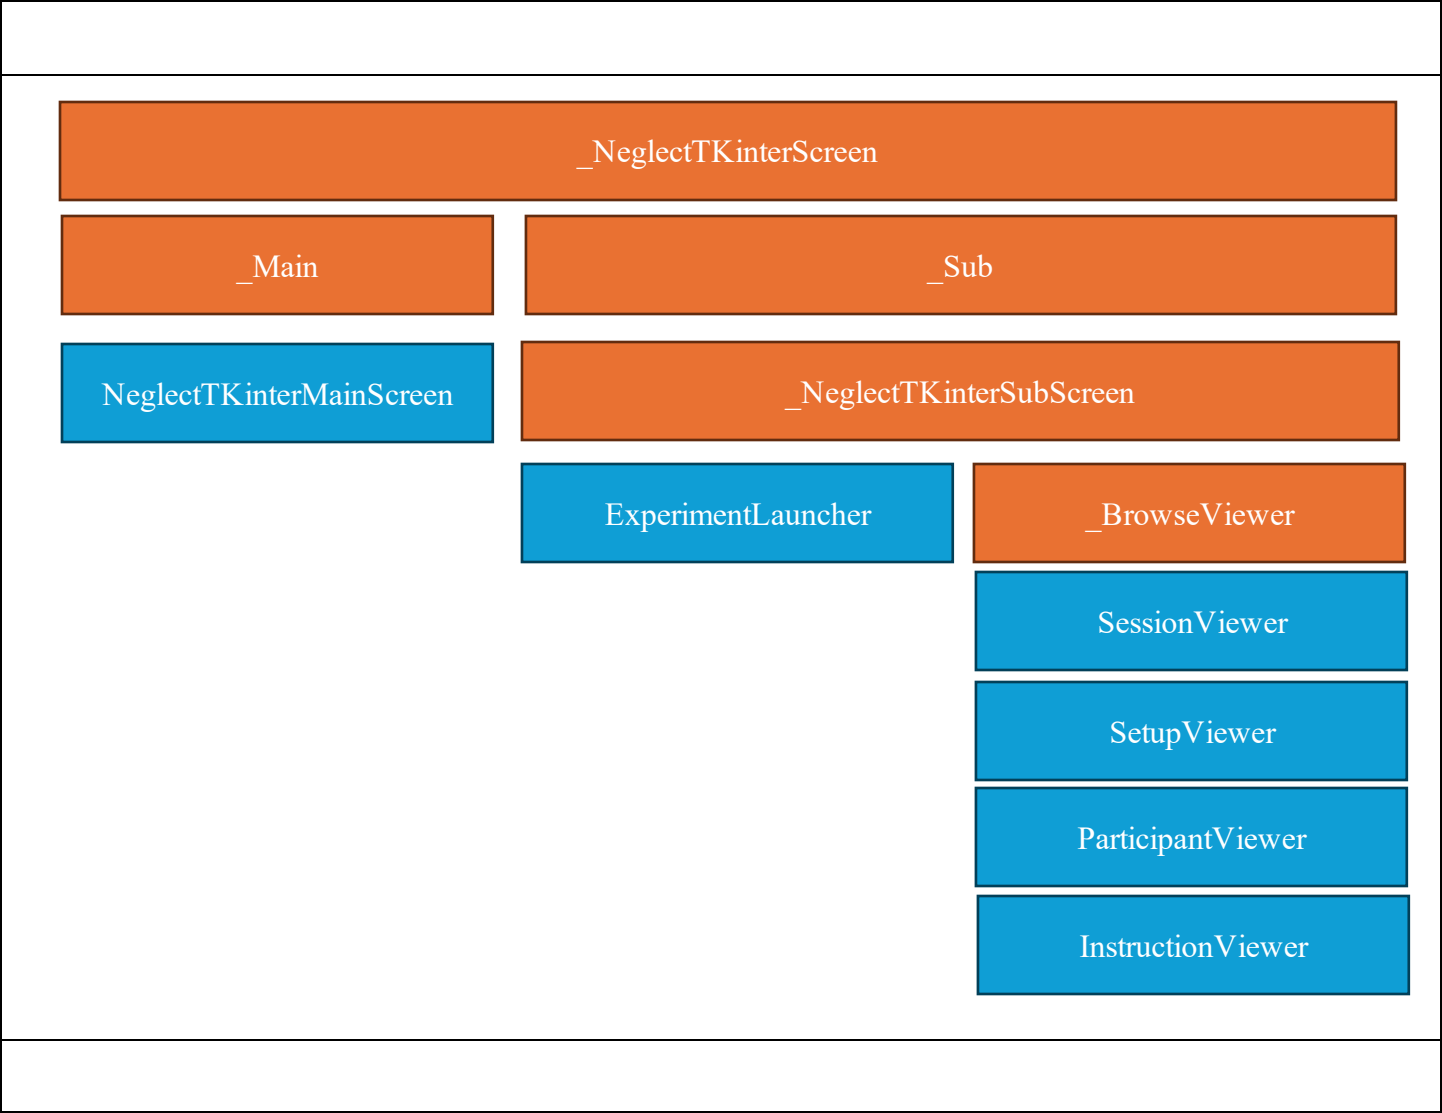 _NeglectTKinterScreen
_Main
_Sub
NeglectTKinterMainScreen
_NeglectTKinterSubScreen
ExperimentLauncher
_BrowseViewer
SessionViewer
SetupViewer
ParticipantViewer
InstructionViewer